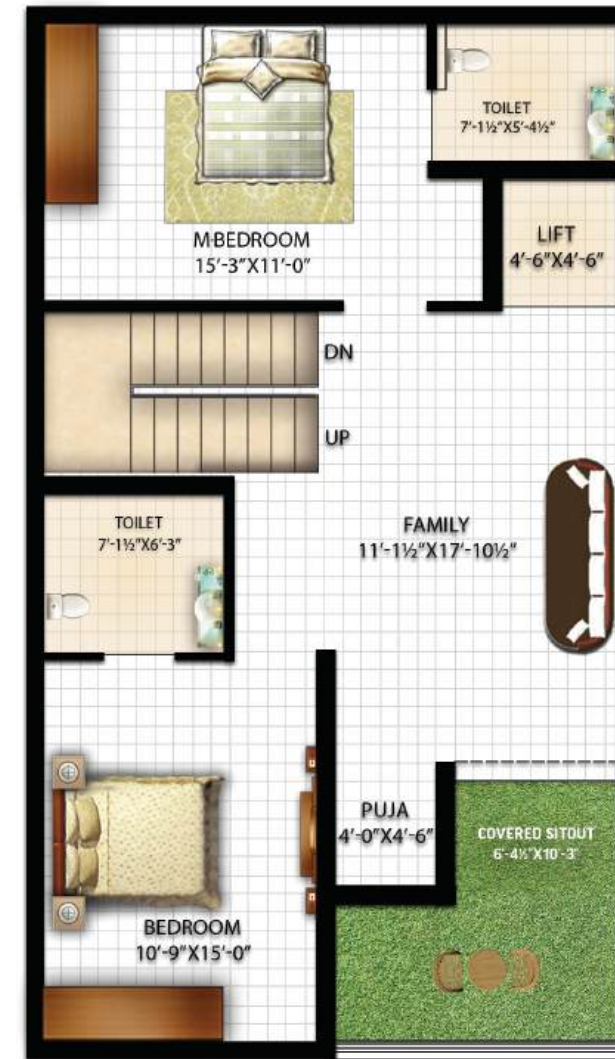 TOILET
7'-1½"X5'-4½"
M-BEDROOM
15'-3"X11'-0"
LIFT
4'-6"X4'-6"
DN
UP
TOILET
7'-1½"X6'-3"
FAMILY
11'-1½"X17'-10½"
PUJA
4'-0"X4'-6"
COVERED SITOUT
6'-4½"X10'-3"
BEDROOM
10'-9"X15'-0"